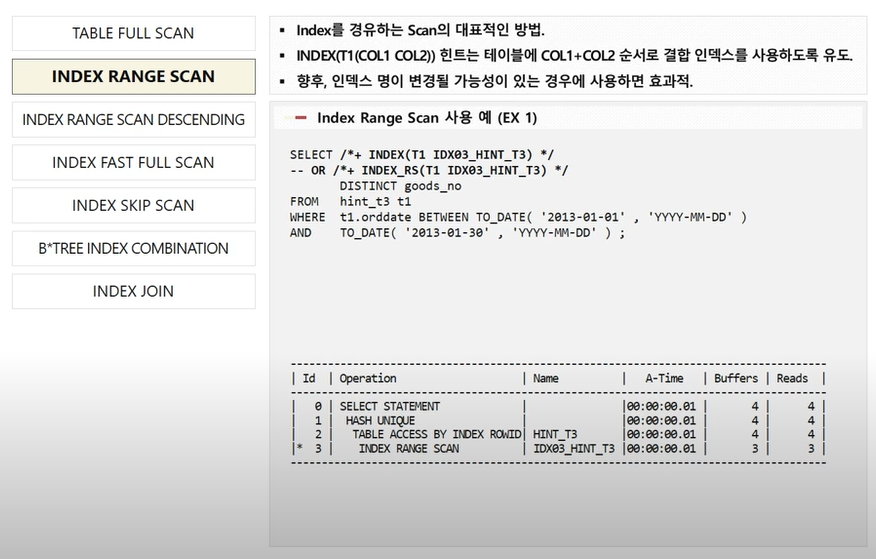 TABLE FULL SCAN
INDEX RANGE SCAN
INDEX RANGE SCAN DESCENDING
INDEX FAST FULL SCAN
INDEX SKIP SCAN
B*TREE INDEX COMBINATION
INDEX JOIN
▪ Index를 경유하는 Scan의 대표적인 방법.
▪ INDEX(T1(COL1 COL2)) 힌트는 테이블에 COL1+COL2 순서로 결합 인덱스를 사용하도록 유도.
▪ 향후, 인덱스 명이 변경될 가능성이 있는 경우에 사용하면 효과적.
Index Range Scan 사용 예 (EX 1)
SELECT /*+ INDEX(T1 IDX03_HINT_T3) */
-- OR /*+ INDEX_RS(T1 IDX03_HINT_T3) */
       DISTINCT goods_no
FROM   hint_t3 t1
WHERE  t1.orddate BETWEEN TO_DATE( '2013-01-01' , 'YYYY-MM-DD' )
AND    TO_DATE( '2013-01-30' , 'YYYY-MM-DD' ) ;
-------------------------------------------------------------------------------
| Id | Operation | Name | A-Time | Buffers | Reads |
-------------------------------------------------------------------------------
| 0 | SELECT STATEMENT | |00:00:00.01 | 4 | 4 |
| 1 | HASH UNIQUE | |00:00:00.01 | 4 | 4 |
| 2 | TABLE ACCESS BY INDEX ROWID| HINT_T3 |00:00:00.01 | 4 | 4 |
|* 3 | INDEX RANGE SCAN | IDX03_HINT_T3 |00:00:00.01 | 3 | 3 |
-------------------------------------------------------------------------------